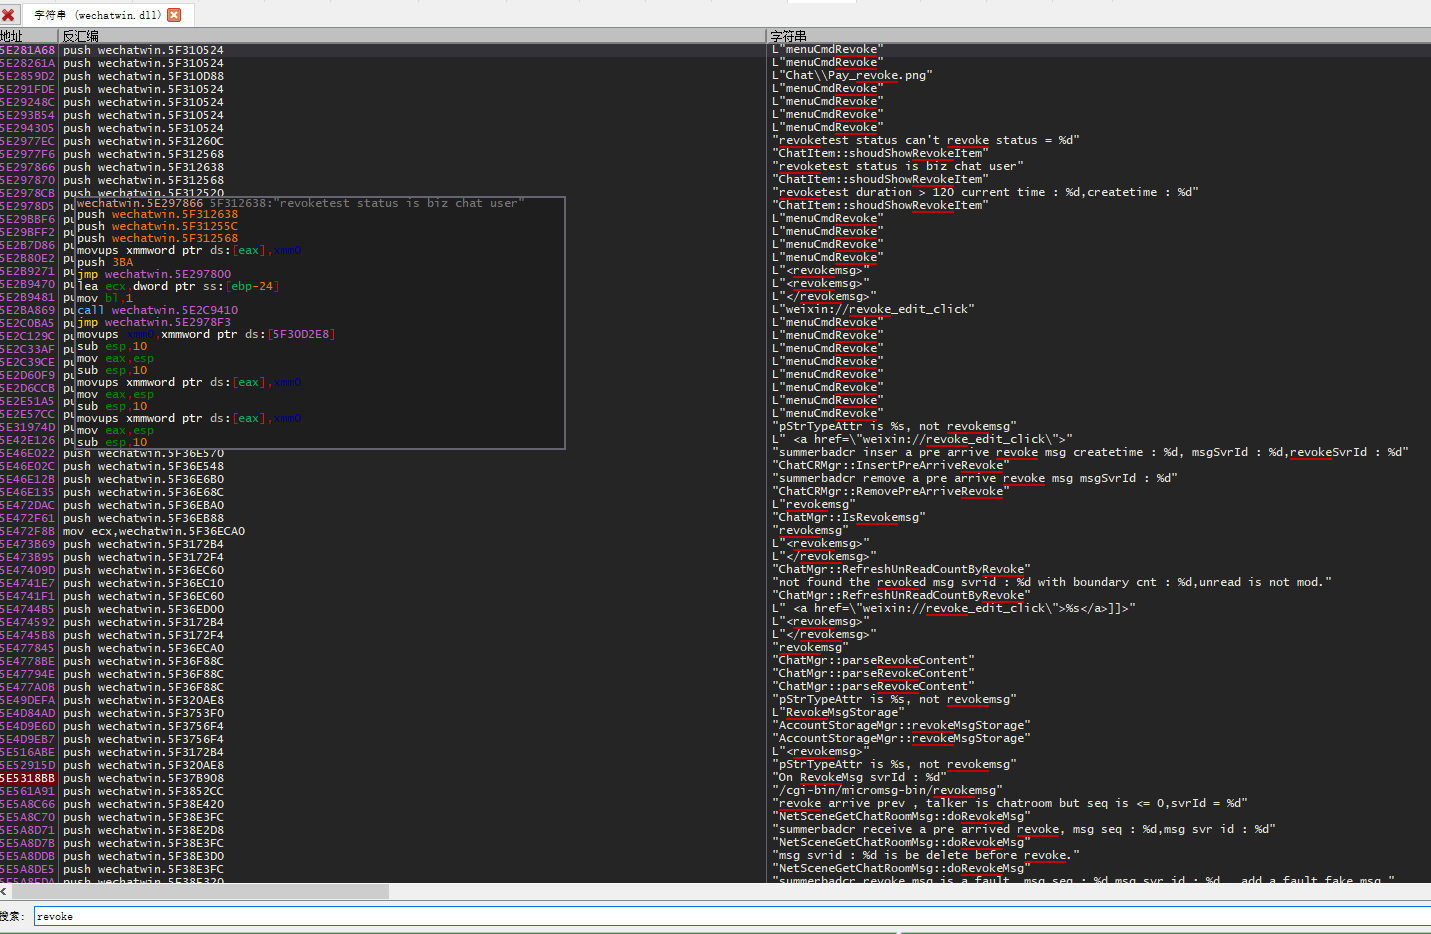 字符串 (wechatwin.dll)
地址 反汇编 字符串
5E281A68 push wechatwin.5F310524 L"menuCmdRevoke"
5E28261A push wechatwin.5F310524 L"menuCmdRevoke"
5E2859D2 push wechatwin.5F310D88 L"Chat\\Pay_revoke.png"
5E291FDE push wechatwin.5F310524 L"menuCmdRevoke"
5E29248C push wechatwin.5F310524 L"menuCmdRevoke"
5E293B54 push wechatwin.5F310524 L"menuCmdRevoke"
5E294305 push wechatwin.5F310524 L"menuCmdRevoke"
5E2977EC push wechatwin.5F31260C "revoketest status can't revoke status = %d"
5E2977F6 push wechatwin.5F312568 "ChatItem::shoudShowRevokeItem"
5E297866 push wechatwin.5F312638 "revoketest status is biz chat user"
5E297870 push wechatwin.5F312568 "ChatItem::shoudShowRevokeItem"
5E2978CB push wechatwin.5F312520 "revoketest duration > 120 current time : %d,createtime : %d"
5E2978D5 "ChatItem::shoudShowRevokeItem"
5E29BBF6 L"menuCmdRevoke"
5E29BFF2 L"menuCmdRevoke"
5E2B7D86 L"menuCmdRevoke"
5E2B80E2 L"menuCmdRevoke"
5E2B9271 L"<revokemsg>"
5E2B9470 L"<revokemsg>"
5E2B9481 L"</revokemsg>"
5E2BA869 L"weixin://revoke_edit_click"
5E2C0BA5 L"menuCmdRevoke"
5E2C129C L"menuCmdRevoke"
5E2C33AF L"menuCmdRevoke"
5E2C39CE L"menuCmdRevoke"
5E2D60F9 L"menuCmdRevoke"
5E2D6CCB L"menuCmdRevoke"
5E2E51A5 L"menuCmdRevoke"
5E2E57CC L"menuCmdRevoke"
5E31974D "pStrTypeAttr is %s, not revokemsg"
5E42E126 L" <a href=\"weixin://revoke_edit_click\">"
wechatwin.5E297866 5F312638:"revoketest status is biz chat user"
push wechatwin.5F312638
push wechatwin.5F31255C
push wechatwin.5F312568
movups xmmword ptr ds:[eax],xmm0
push 3BA
jmp wechatwin.5E297800
lea ecx,dword ptr ss:[ebp-24]
mov bl,1
call wechatwin.5E2C9410
jmp wechatwin.5E2978F3
movups xmm0,xmmword ptr ds:[5F30D2E8]
sub esp,10
mov eax,esp
sub esp,10
movups xmmword ptr ds:[eax],xmm0
mov eax,esp
sub esp,10
movups xmmword ptr ds:[eax],xmm0
mov eax,esp
sub esp,10
5E46E022 push wechatwin.5F36E570 "summerbadcr inser a pre arrive revoke msg createtime : %d, msgSvrId : %d,revokeSvrId : %d"
5E46E02C push wechatwin.5F36E548 "ChatCRMgr::InsertPreArriveRevoke"
5E46E12B push wechatwin.5F36E6B0 "summerbadcr remove a pre arrive revoke msg msgSvrId : %d"
5E46E135 push wechatwin.5F36E68C "ChatCRMgr::RemovePreArriveRevoke"
5E472DAC push wechatwin.5F36EBA0 L"revokemsg"
5E472F61 push wechatwin.5F36EB88 "ChatMgr::IsRevokemsg"
5E472F8B mov ecx,wechatwin.5F36ECA0 "revokemsg"
5E473B69 push wechatwin.5F3172B4 L"<revokemsg>"
5E473B95 push wechatwin.5F3172F4 L"</revokemsg>"
5E47409D push wechatwin.5F36EC60 "ChatMgr::RefreshUnReadCountByRevoke"
5E4741E7 push wechatwin.5F36EC10 "not found the revoked msg svrid : %d with boundary cnt : %d,unread is not mod."
5E4741F1 push wechatwin.5F36EC60 "ChatMgr::RefreshUnReadCountByRevoke"
5E4744B5 push wechatwin.5F36ED00 L" <a href=\"weixin://revoke_edit_click\">%s</a>]]>"
5E474592 push wechatwin.5F3172B4 L"<revokemsg>"
5E4745B8 push wechatwin.5F3172F4 L"</revokemsg>"
5E477845 push wechatwin.5F36ECA0 "revokemsg"
5E4778BE push wechatwin.5F36F88C "ChatMgr::parseRevokeContent"
5E47794E push wechatwin.5F36F88C "ChatMgr::parseRevokeContent"
5E477A0B push wechatwin.5F36F88C "ChatMgr::parseRevokeContent"
5E49DEFA push wechatwin.5F320AE8 "pStrTypeAttr is %s, not revokemsg"
5E4D84AD push wechatwin.5F3753F0 L"RevokeMsgStorage"
5E4D9E6D push wechatwin.5F3756F4 "AccountStorageMgr::revokeMsgStorage"
5E4D9EB7 push wechatwin.5F3756F4 "AccountStorageMgr::revokeMsgStorage"
5E516ABE push wechatwin.5F3172B4 L"<revokemsg>"
5E52915D push wechatwin.5F320AE8 "pStrTypeAttr is %s, not revokemsg"
5E5318BB push wechatwin.5F37B908 "On RevokeMsg svrId : %d"
5E561A91 push wechatwin.5F3852CC "/cgi-bin/micromsg-bin/revokemsg"
5E5A8C66 push wechatwin.5F38E420 "revoke arrive prev , talker is chatroom but seq is <= 0,svrId = %d"
5E5A8C70 push wechatwin.5F38E3FC "NetSceneGetChatRoomMsg::doRevokeMsg"
5E5A8D71 push wechatwin.5F38E2D8 "summerbadcr receive a pre arrived revoke, msg seq : %d,msg svr id : %d"
5E5A8D7B push wechatwin.5F38E3FC "NetSceneGetChatRoomMsg::doRevokeMsg"
5E5A8DDB push wechatwin.5F38E3D0 "msg svrid : %d is be delete before revoke."
5E5A8DE5 push wechatwin.5F38E3FC "NetSceneGetChatRoomMsg::doRevokeMsg"
5E5A8EDA push wechatwin.5F38E320 "summerbadcr revoke msg is a fault, msg seq : %d,msg svr id : %d , add a fault fake msg."
搜索: revoke